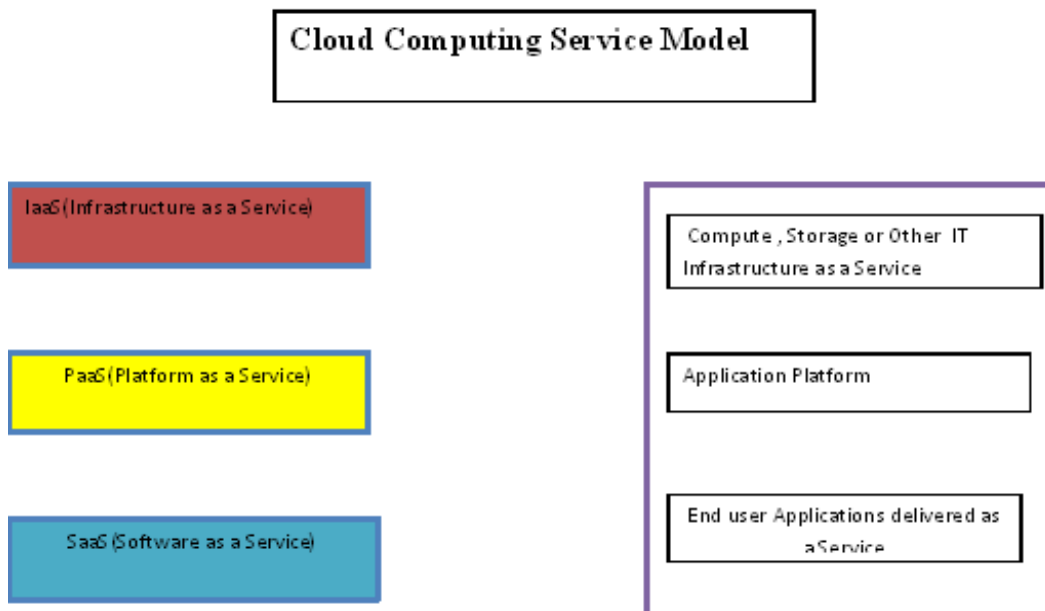 Cloud Computing Service Model
IaaS(Infrastructure as a Service)
Compute , Storage or Other IT
Infrastructure as a Service
PaaS(Platform as a Service)
Application Platform
SaaS(Software as a Service)
End user Applications delivered as
a Service